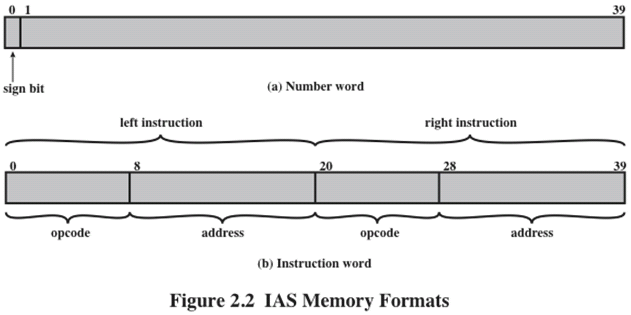 0 1 39
sign bit
(a) Number word
left instruction right instruction
0 8 20 28 39
opcode address opcode address
(b) Instruction word
Figure 2.2 IAS Memory Formats